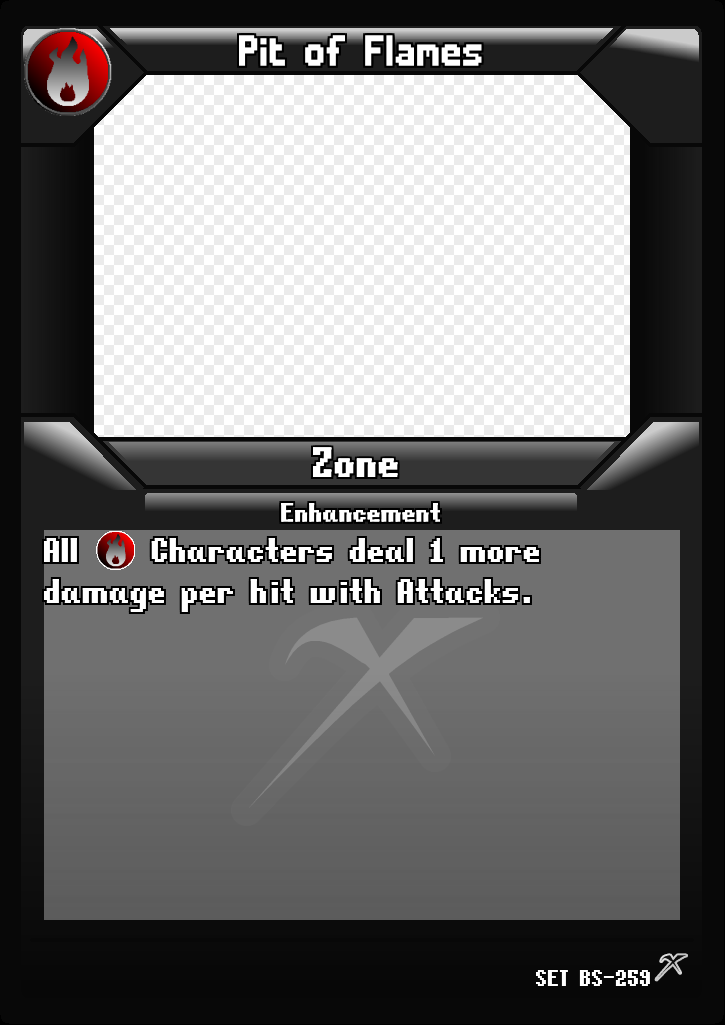 Pit of Flames
Zone
Enhancement
All Characters deal 1 more
damage per hit with Attacks.
SET BS-259